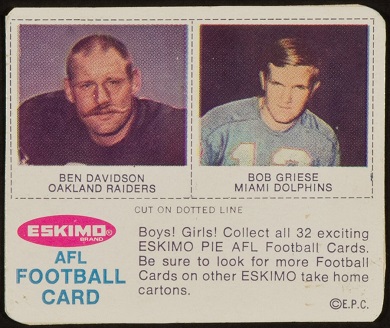 BEN DAVIDSON
OAKLAND RAIDERS
BOB GRIESE
MIAMI DOLPHINS
CUT ON DOTTED LINE
ESKIMO
BRAND
AFL
FOOTBALL
CARD
Boys! Girls! Collect all 32 exciting
ESKIMO PIE AFL Football Cards.
Be sure to look for more Football
Cards on other ESKIMO take home
cartons.
©E.P.C.